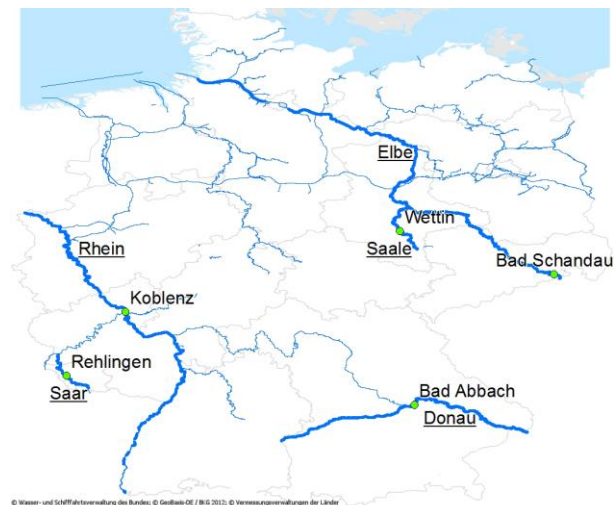 Elbe
Wettin
Saale
Bad Schandau
Rhein
Koblenz
Rehlingen
Saar
Bad Abbach
Donau
© Wasser- und Schifffahrtsverwaltung des Bundes; © GeoBasis-DE / BKG 2012; © Vermessungsverwaltungen der Länder